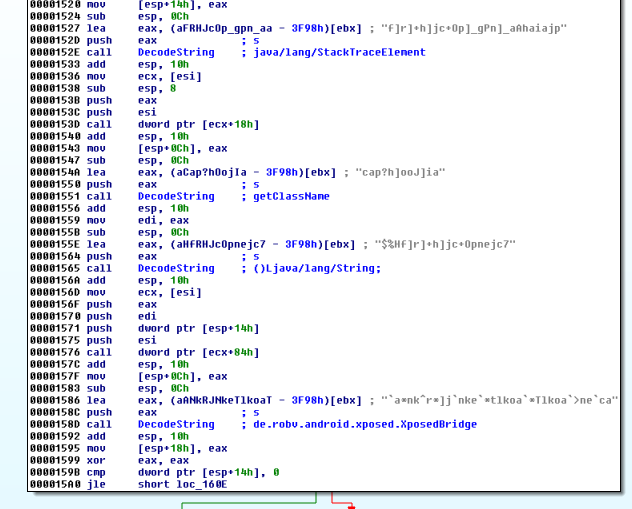 00001520 mov     [esp+70h], eax
00001524 sub     esp, 0Ch
00001527 lea     eax, (aFRHJcOp_gpn_aa - 3F98h)[ebx] ; "f]r]+h]jc+Op]_gPn]_aAhaiajp"
0000152D push    eax             ; s
0000152E call    DecodeString    ; java/lang/StackTraceElement
00001533 add     esp, 10h
00001536 mov     ecx, [esi]
00001538 sub     esp, 8
0000153B push    eax
0000153C push    esi
0000153D call    dword ptr [ecx+18h]
00001540 add     esp, 10h
00001543 mov     [esp+0Ch], eax
00001547 sub     esp, 0Ch
0000154A lea     eax, (aCap?hOojIa - 3F98h)[ebx] ; "cap?h]ooJ]ia"
00001550 push    eax             ; s
00001551 call    DecodeString    ; getClassName
00001556 add     esp, 10h
00001559 mov     edi, eax
0000155B sub     esp, 0Ch
0000155E lea     eax, (aHfRHJcOpnejc7 - 3F98h)[ebx] ; "$%Hf]r]+h]jc+Opnejc7"
00001564 push    eax             ; s
00001565 call    DecodeString    ; ()Ljava/lang/String;
0000156A add     esp, 10h
0000156D mov     ecx, [esi]
0000156F push    eax
00001570 push    edi
00001571 push    dword ptr [esp+14h]
00001575 push    esi
00001576 call    dword ptr [ecx+84h]
0000157C add     esp, 10h
0000157F mov     [esp+0Ch], eax
00001583 sub     esp, 0Ch
00001586 lea     eax, (aANkRJNkeTlkoaT - 3F98h)[ebx] ; "`a*nk^r*]j`nke`*tlkoa`*Tlkoa`>ne`ca"
0000158C push    eax             ; s
0000158D call    DecodeString    ; de.robv.android.xposed.XposedBridge
00001592 add     esp, 10h
00001595 mov     [esp+18h], eax
00001599 xor     eax, eax
0000159B cmp     dword ptr [esp+14h], 0
000015A0 jle     short loc_160E